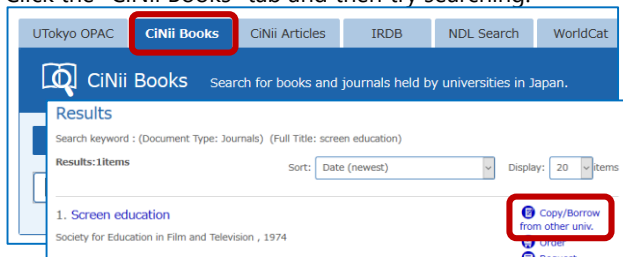 Click the "CiNii Books" tab and then try searching.
UTokyo OPAC CiNii Books CiNii Articles IRDB NDL Search WorldCat
CiNii Books Search for books and journals held by universities in Japan.
Results
Search keyword : (Document Type: Journals) (Full Title: screen education)
Results:1items Sort: Date (newest) Display: 20 items
1. Screen education Copy/Borrow
from other univ.
Society for Education in Film and Television , 1974
Order
Request